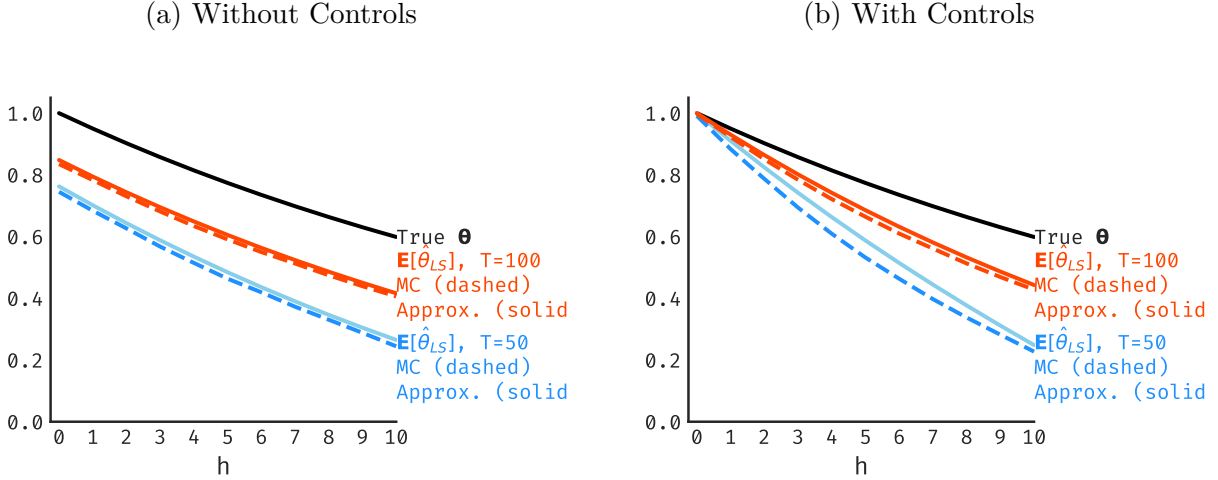 (a) Without Controls
1.0
0.8
0.6
0.4
0.2
0.0
0 1 2 3 4 5 6 7 8 9 10
h
True θ
E[θ̂_LS], T=100
MC (dashed)
Approx. (solid
E[θ̂_LS], T=50
MC (dashed)
Approx. (solid
(b) With Controls
1.0
0.8
0.6
0.4
0.2
0.0
0 1 2 3 4 5 6 7 8 9 10
h
True θ
E[θ̂_LS], T=100
MC (dashed)
Approx. (solid
E[θ̂_LS], T=50
MC (dashed)
Approx. (solid